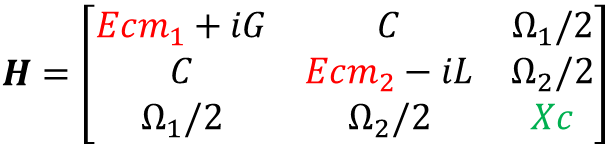 Ecm₁ + iG C Ω₁/2
H = C Ecm₂ − iL Ω₂/2
Ω₁/2 Ω₂/2 Xc